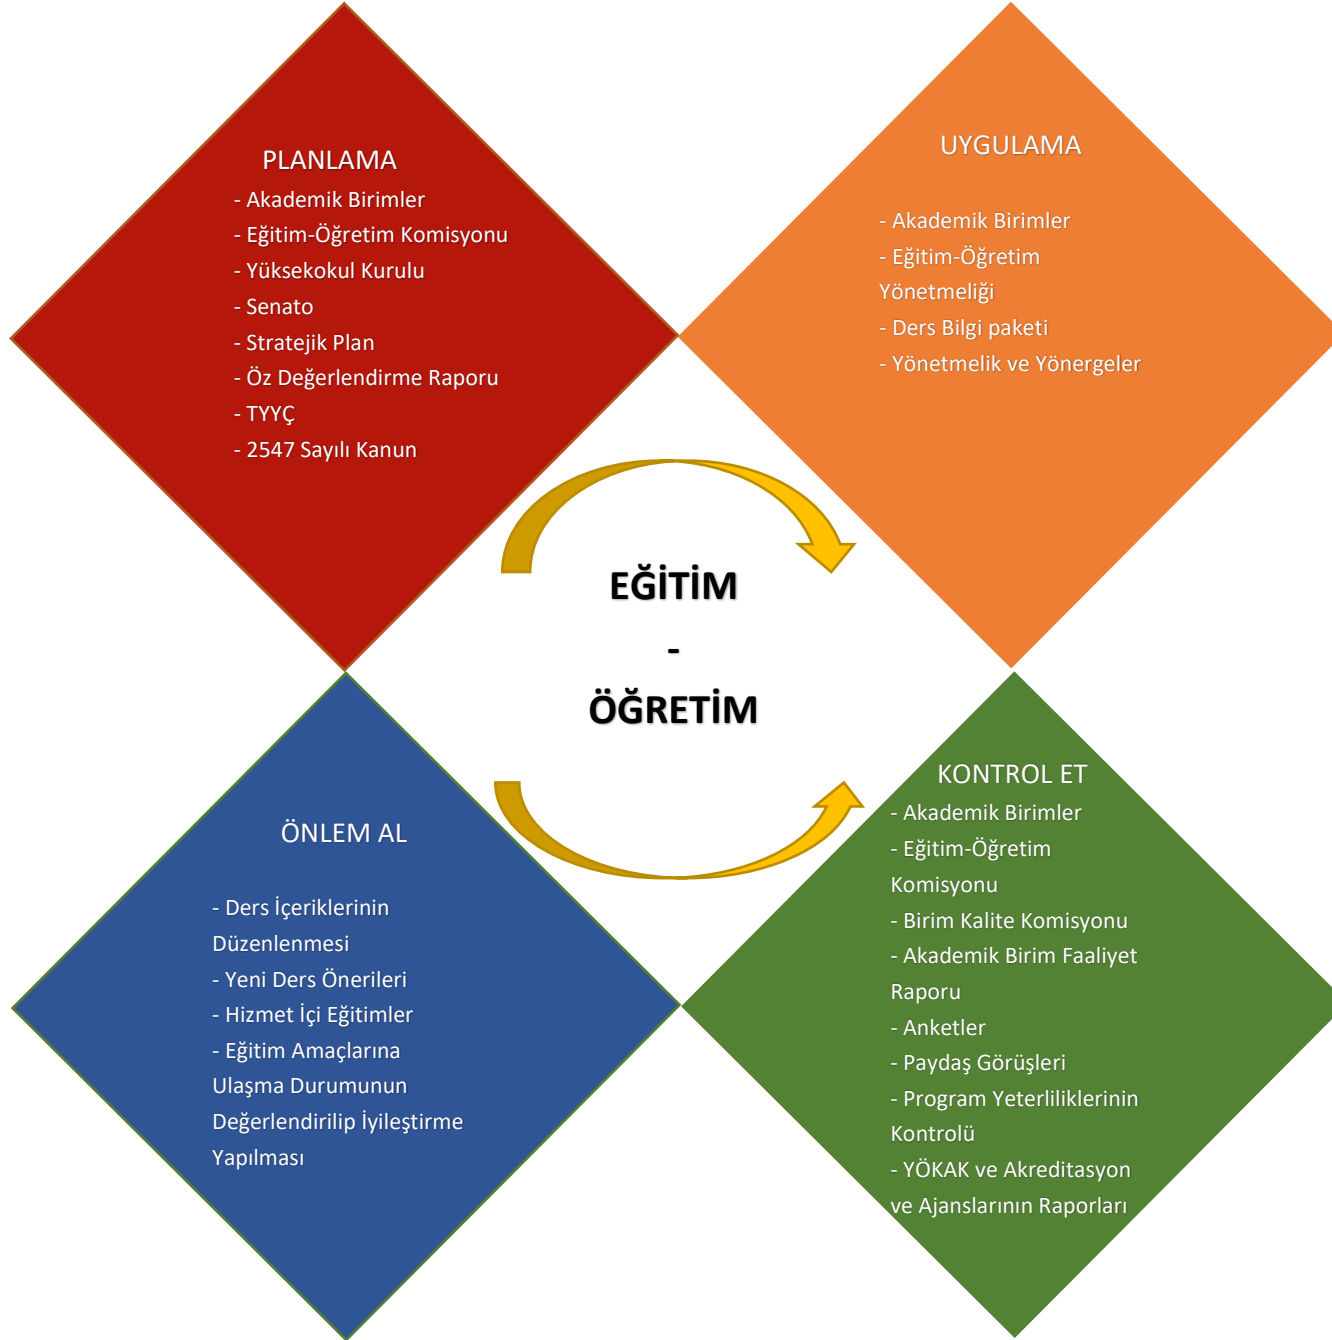 PLANLAMA
- Akademik Birimler
- Eğitim-Öğretim Komisyonu
- Yüksekokul Kurulu
- Senato
- Stratejik Plan
- Öz Değerlendirme Raporu
- TYYÇ
- 2547 Sayılı Kanun
UYGULAMA
- Akademik Birimler
- Eğitim-Öğretim
Yönetmeliği
- Ders Bilgi paketi
- Yönetmelik ve Yönergeler
EĞİTİM
-
ÖĞRETİM
ÖNLEM AL
- Ders İçeriklerinin
Düzenlenmesi
- Yeni Ders Önerileri
- Hizmet İçi Eğitimler
- Eğitim Amaçlarına
Ulaşma Durumunun
Değerlendirilip İyileştirme
Yapılması
KONTROL ET
- Akademik Birimler
- Eğitim-Öğretim
Komisyonu
- Birim Kalite Komisyonu
- Akademik Birim Faaliyet
Raporu
- Anketler
- Paydaş Görüşleri
- Program Yeterliliklerinin
Kontrolü
- YÖKAK ve Akreditasyon
ve Ajanslarının Raporları